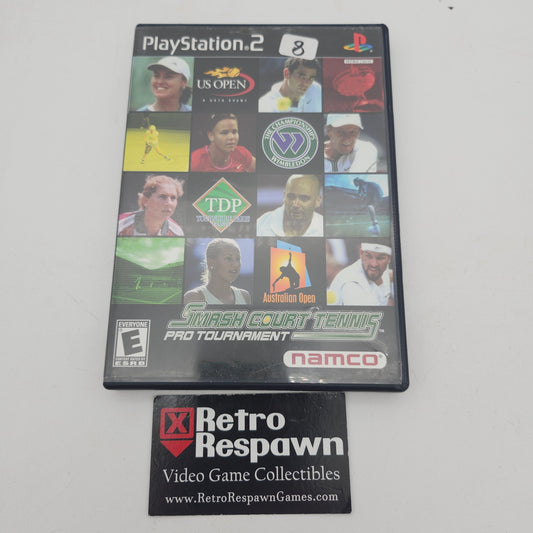 PlayStation 2
8
US OPEN
A USTA EVENT
THE CHAMPIONSHIPS
WIMBLEDON
TDP
Australian Open
SMASH COURT TENNIS
PRO TOURNAMENT
namco
EVERYONE
E
ESRB
Retro
Respawn
Video Game Collectibles
www.RetroRespawnGames.com